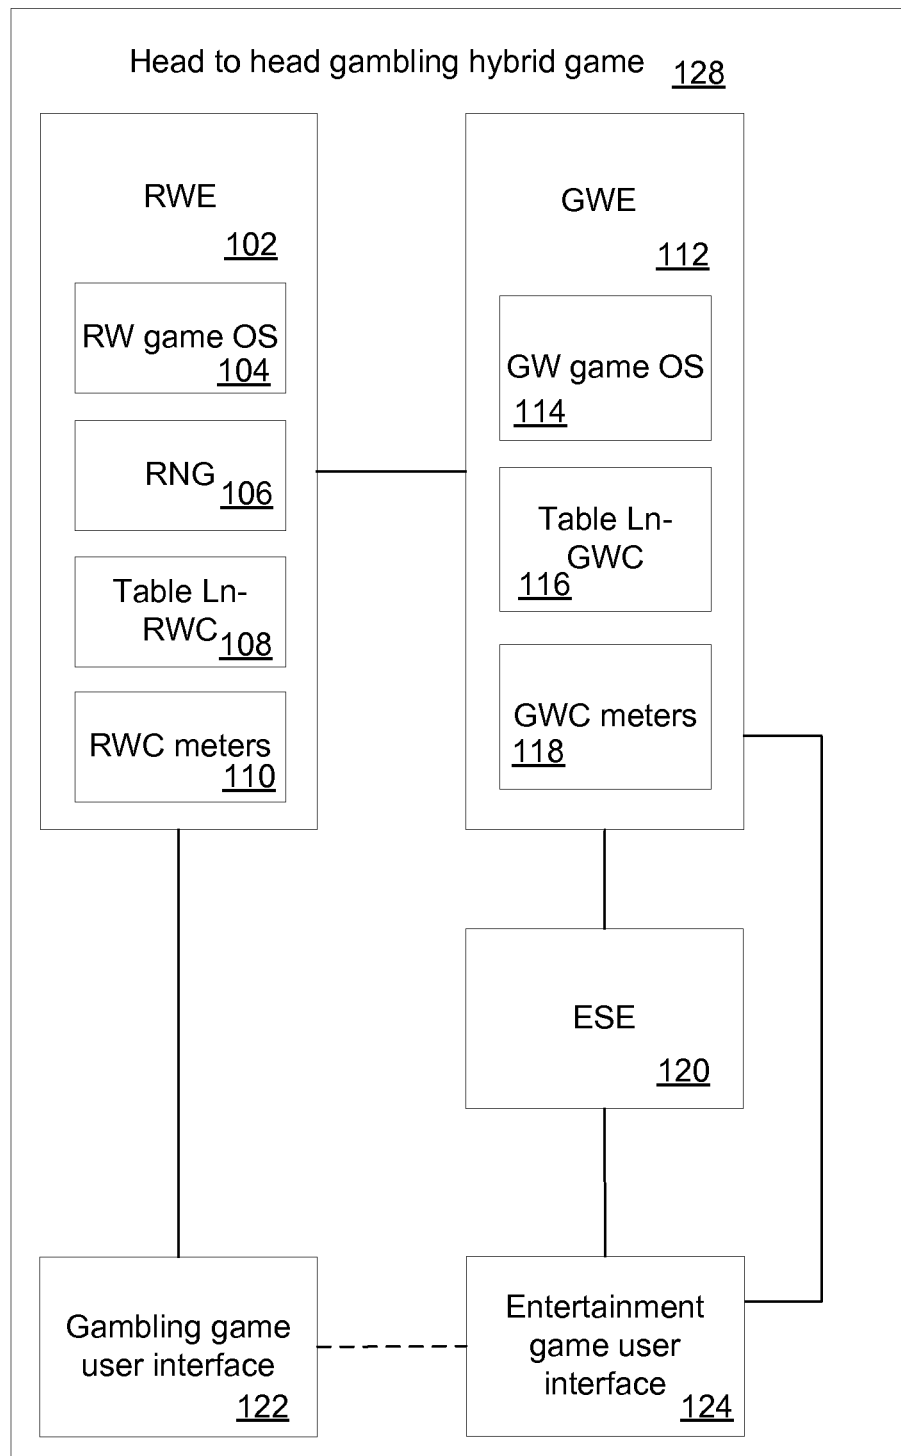 Head to head gambling hybrid game 128
RWE
102
RW game OS
104
RNG
106
Table Ln-
RWC
108
RWC meters
110
GWE
112
GW game OS
114
Table Ln-
GWC
116
GWC meters
118
ESE
120
Gambling game
user interface
122
Entertainment
game user
interface
124